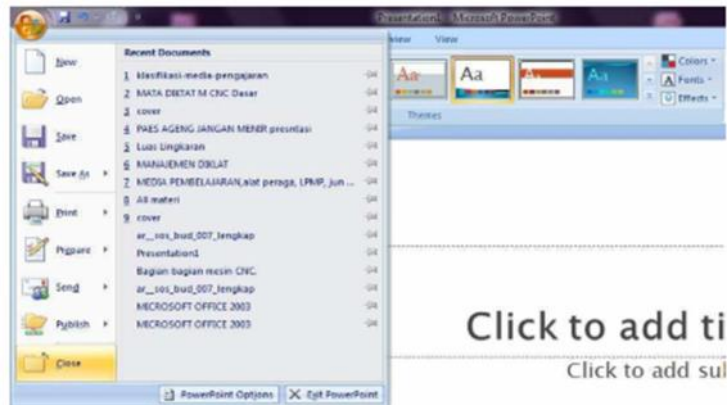 Presentation1 - Microsoft PowerPoint
View
New
Open
Save
Save As
Print
Prepare
Send
Publish
Close
Recent Documents
1 klasifikasi-media-pengajaran
2 MATA DIKTAT M CNC Dasar
3 cover
4 PAES AGENG JANGAN MENIR presntasi
5 Luas Lingkaran
6 MANAJEMEN DIKLAT
7 MEDIA PEMBELAJARAN,alat peraga, LPMP, jun ...
8 All materi
9 cover
ar__sos_bud_007_lengkap
Presentation1
Bagian bagian mesin CNC.
ar__sos_bud_007_lengkap
MICROSOFT OFFICE 2003
MICROSOFT OFFICE 2003
PowerPoint Options
Exit PowerPoint
Aa
Aa
Aa
Aa
Themes
Colors
Fonts
Effects
Click to add ti
Click to add su